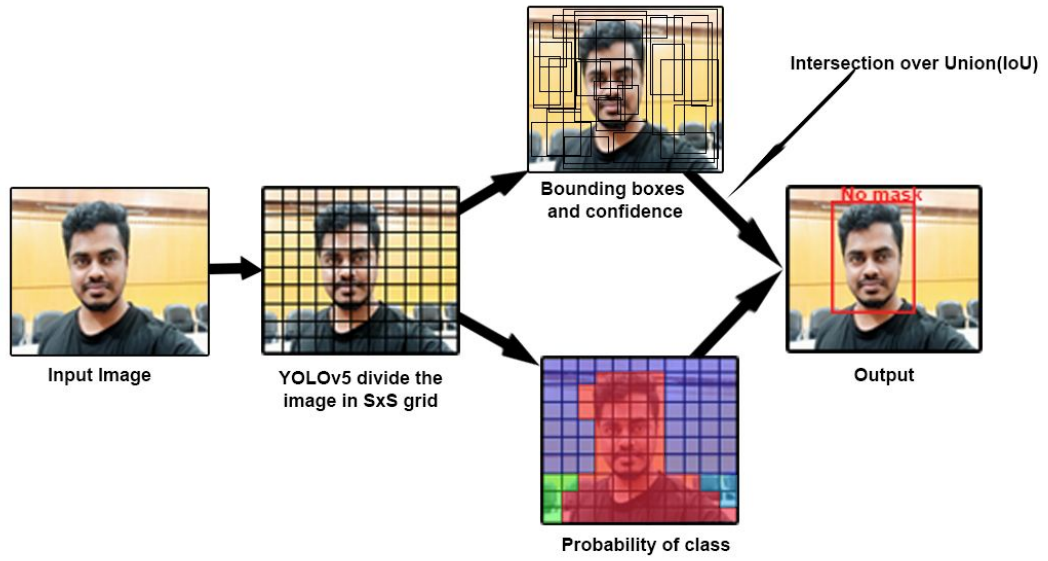 Intersection over Union(IoU)
Bounding boxes
and confidence
No mask
Input Image
YOLOv5 divide the
image in SxS grid
Output
Probability of class